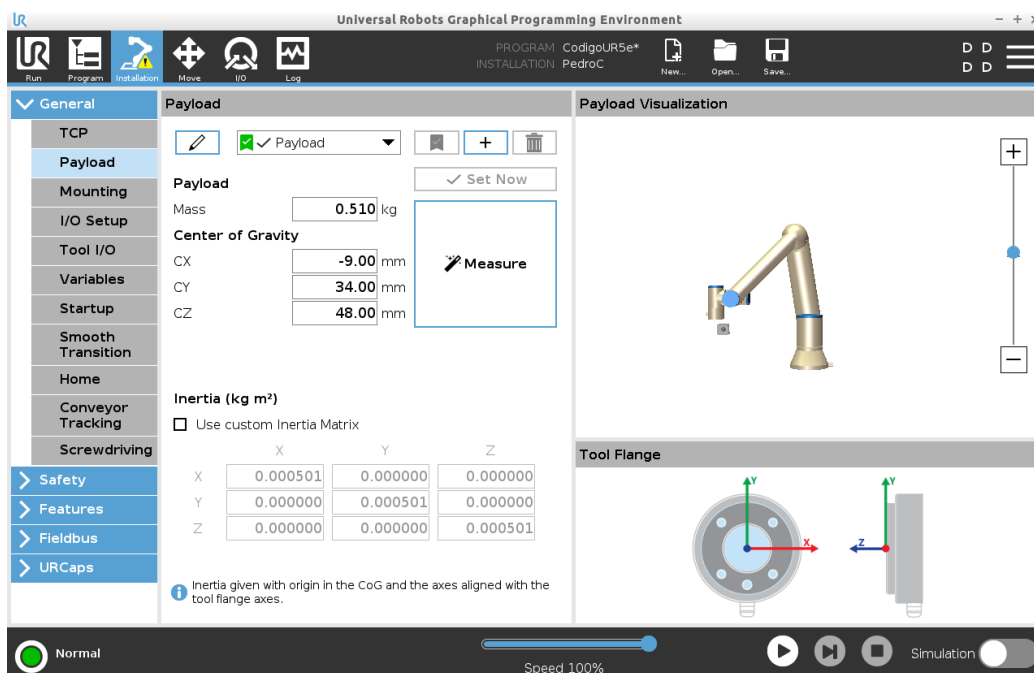 Universal Robots Graphical Programming Environment
PROGRAM CodigoUR5e*
INSTALLATION PedroC
Run
Program
Installation
Move
I/O
Log
New...
Open...
Save...
D D
D D
General
TCP
Payload
Mounting
I/O Setup
Tool I/O
Variables
Startup
Smooth
Transition
Home
Conveyor
Tracking
Screwdriving
Safety
Features
Fieldbus
URCaps
Payload
Payload
Set Now
Payload
Mass 0.510 kg
Center of Gravity
CX -9.00 mm
CY 34.00 mm
CZ 48.00 mm
Measure
Inertia (kg m²)
Use custom Inertia Matrix
X Y Z
X 0.000501 0.000000 0.000000
Y 0.000000 0.000501 0.000000
Z 0.000000 0.000000 0.000501
Inertia given with origin in the CoG and the axes aligned with the
tool flange axes.
Payload Visualization
Tool Flange
Y
X
Y
Z
Normal
Speed 100%
Simulation